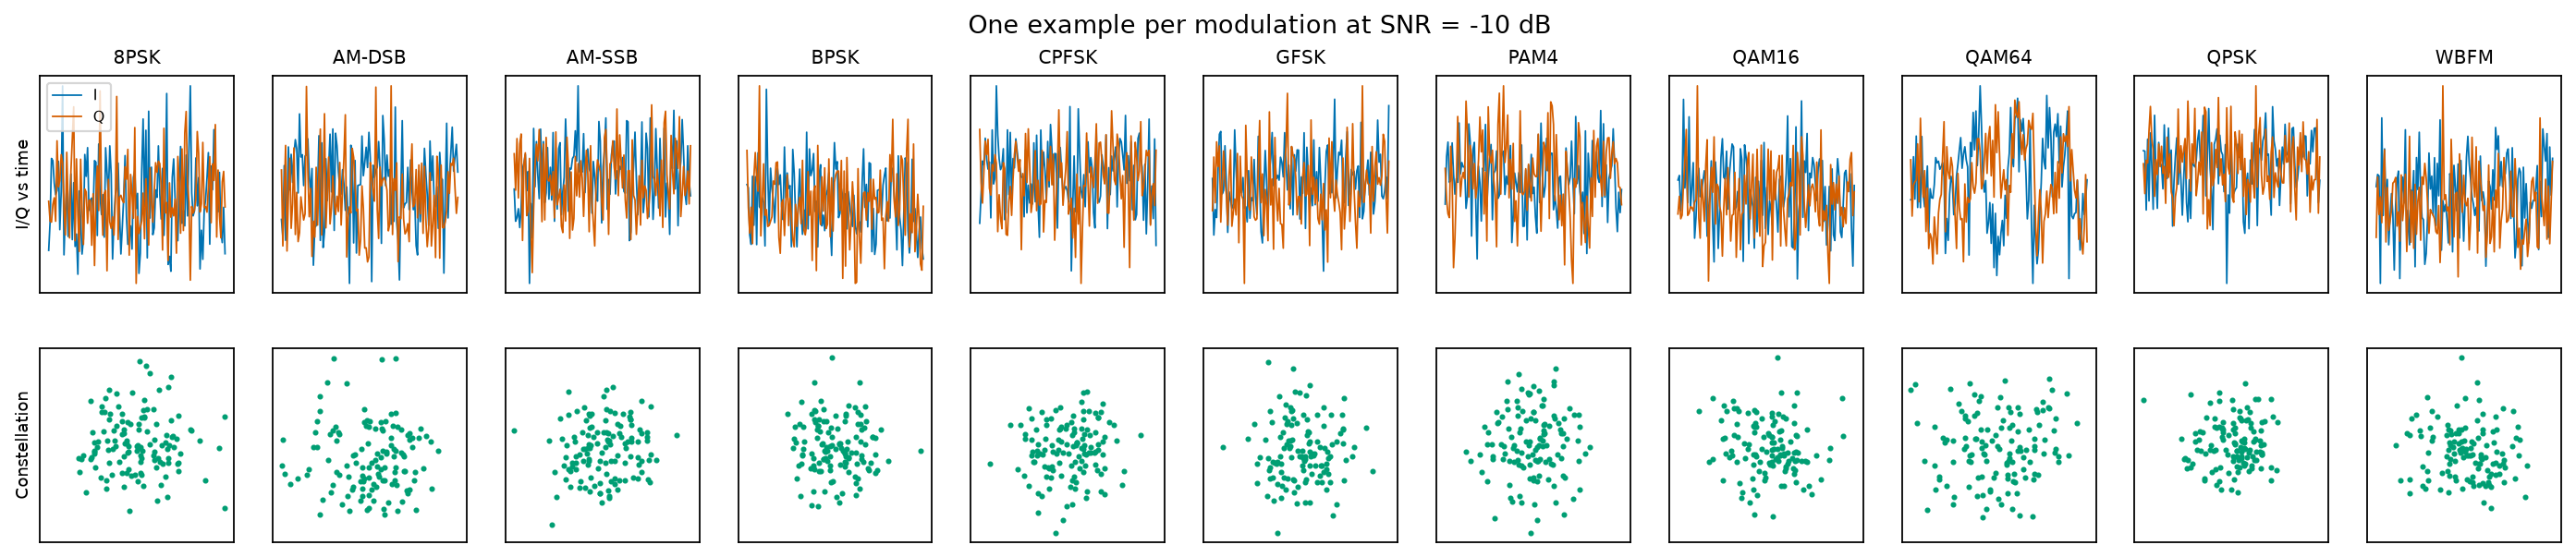 One example per modulation at SNR = -10 dB
8PSK AM-DSB AM-SSB BPSK CPFSK GFSK PAM4 QAM16 QAM64 QPSK WBFM
I
Q
I/Q vs time
Constellation